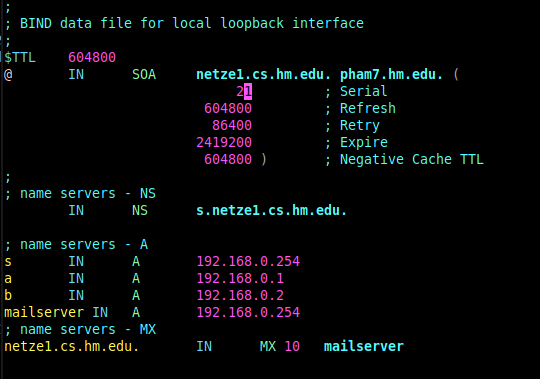 ;
; BIND data file for local loopback interface
;
$TTL 604800
@ IN SOA netze1.cs.hm.edu. pham7.hm.edu. (
21 ; Serial
604800 ; Refresh
86400 ; Retry
2419200 ; Expire
604800 ) ; Negative Cache TTL
;
; name servers - NS
IN NS s.netze1.cs.hm.edu.
; name servers - A
s IN A 192.168.0.254
a IN A 192.168.0.1
b IN A 192.168.0.2
mailserver IN A 192.168.0.254
; name servers - MX
netze1.cs.hm.edu. IN MX 10 mailserver